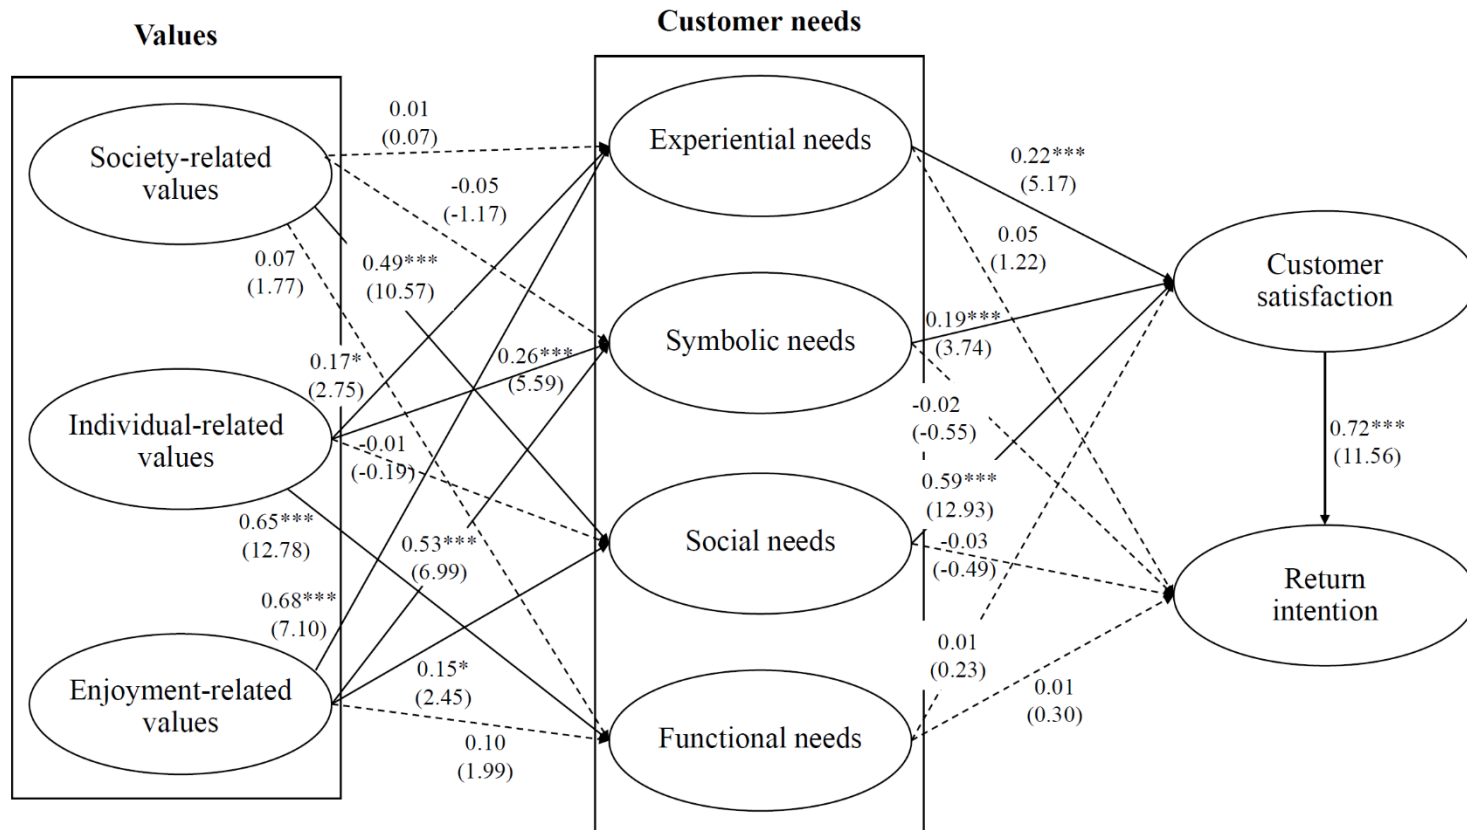 Values
Customer needs
Society-related
values
Individual-related
values
Enjoyment-related
values
0.01
(0.07)
-0.05
(-1.17)
0.07
(1.77)
0.49***
(10.57)
0.17*
(2.75)
0.26***
(5.59)
-0.01
(-0.19)
0.65***
(12.78)
0.53***
(6.99)
0.68***
(7.10)
0.15*
(2.45)
0.10
(1.99)
Experiential needs
Symbolic needs
Social needs
Functional needs
0.22***
(5.17)
0.05
(1.22)
0.19***
(3.74)
-0.02
(-0.55)
0.59***
(12.93)
-0.03
(-0.49)
0.01
(0.23)
0.01
(0.30)
Customer
satisfaction
0.72***
(11.56)
Return
intention